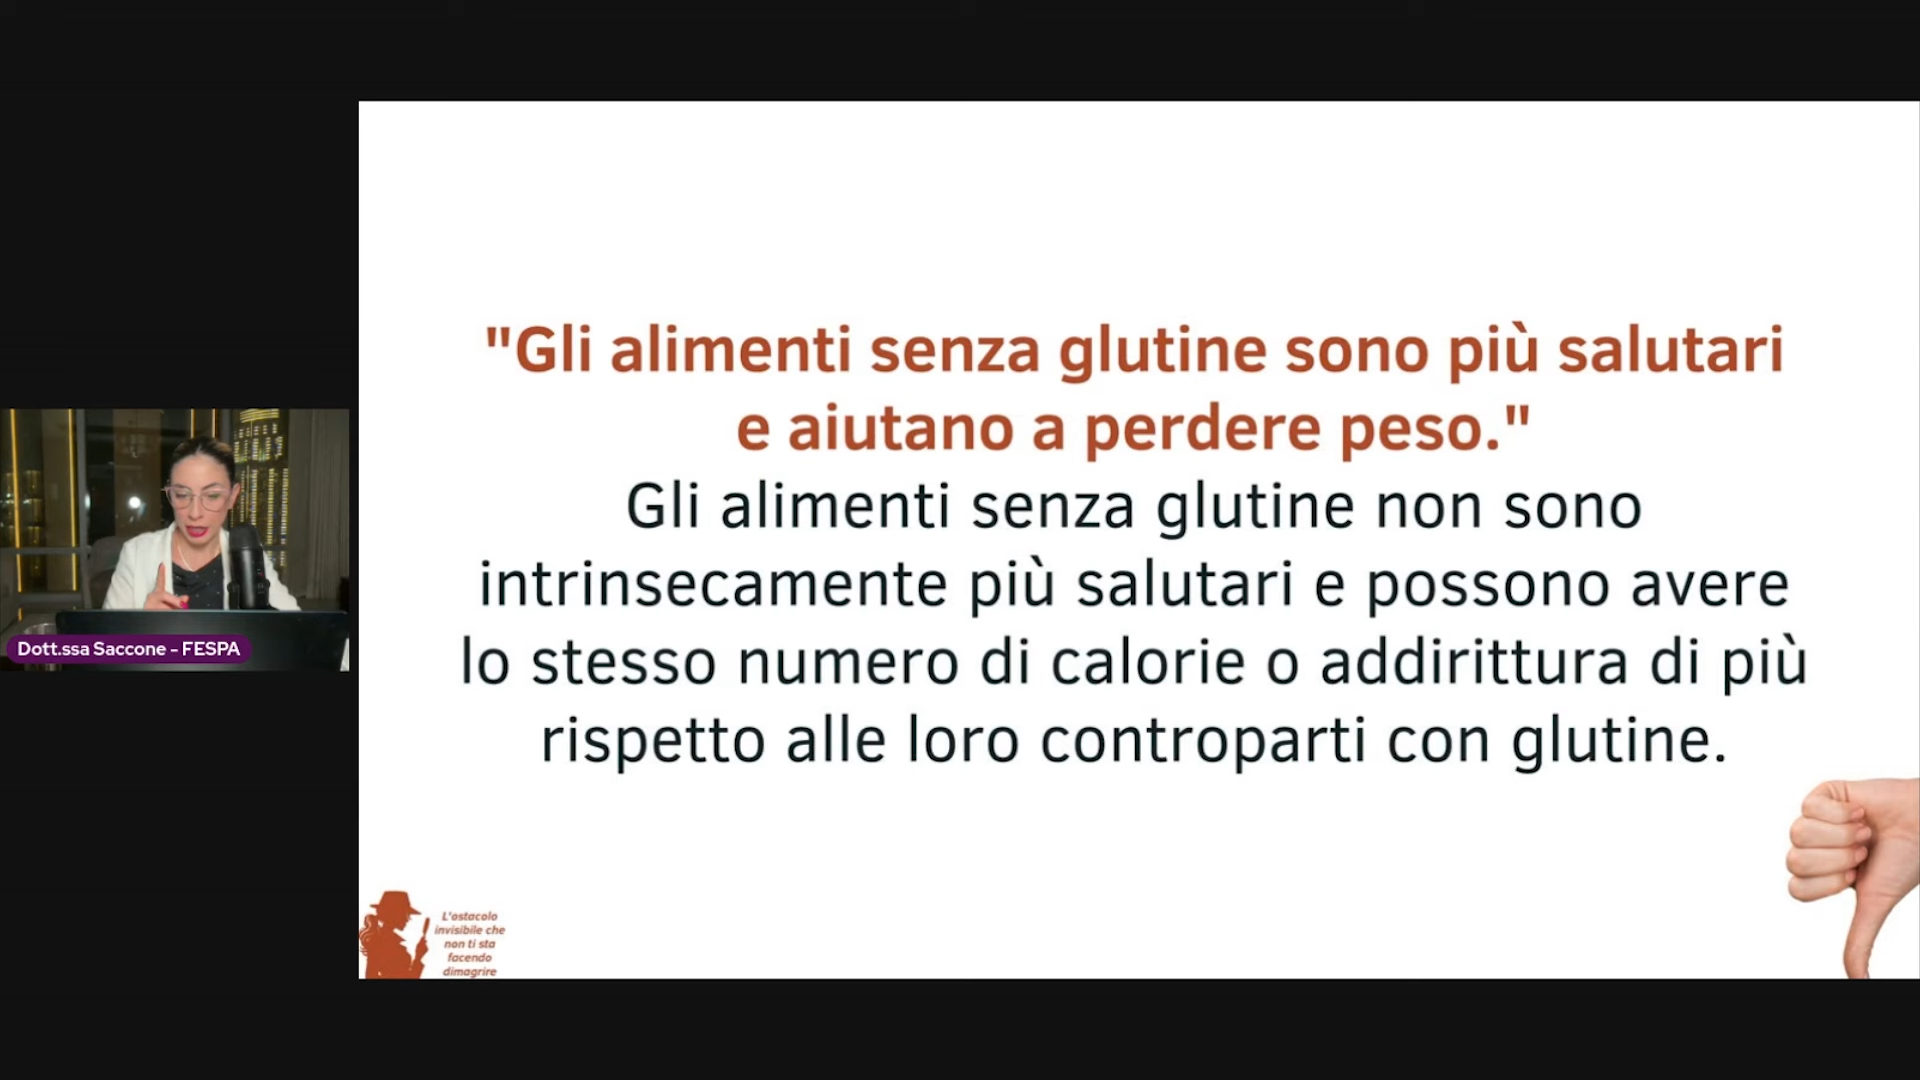 "Gli alimenti senza glutine sono più salutari
e aiutano a perdere peso."
Gli alimenti senza glutine non sono
intrinsecamente più salutari e possono avere
lo stesso numero di calorie o addirittura di più
rispetto alle loro controparti con glutine.
Dott.ssa Saccone - FESPA
L'ostacolo
invisibile che
non ti sta
facendo
dimagrire